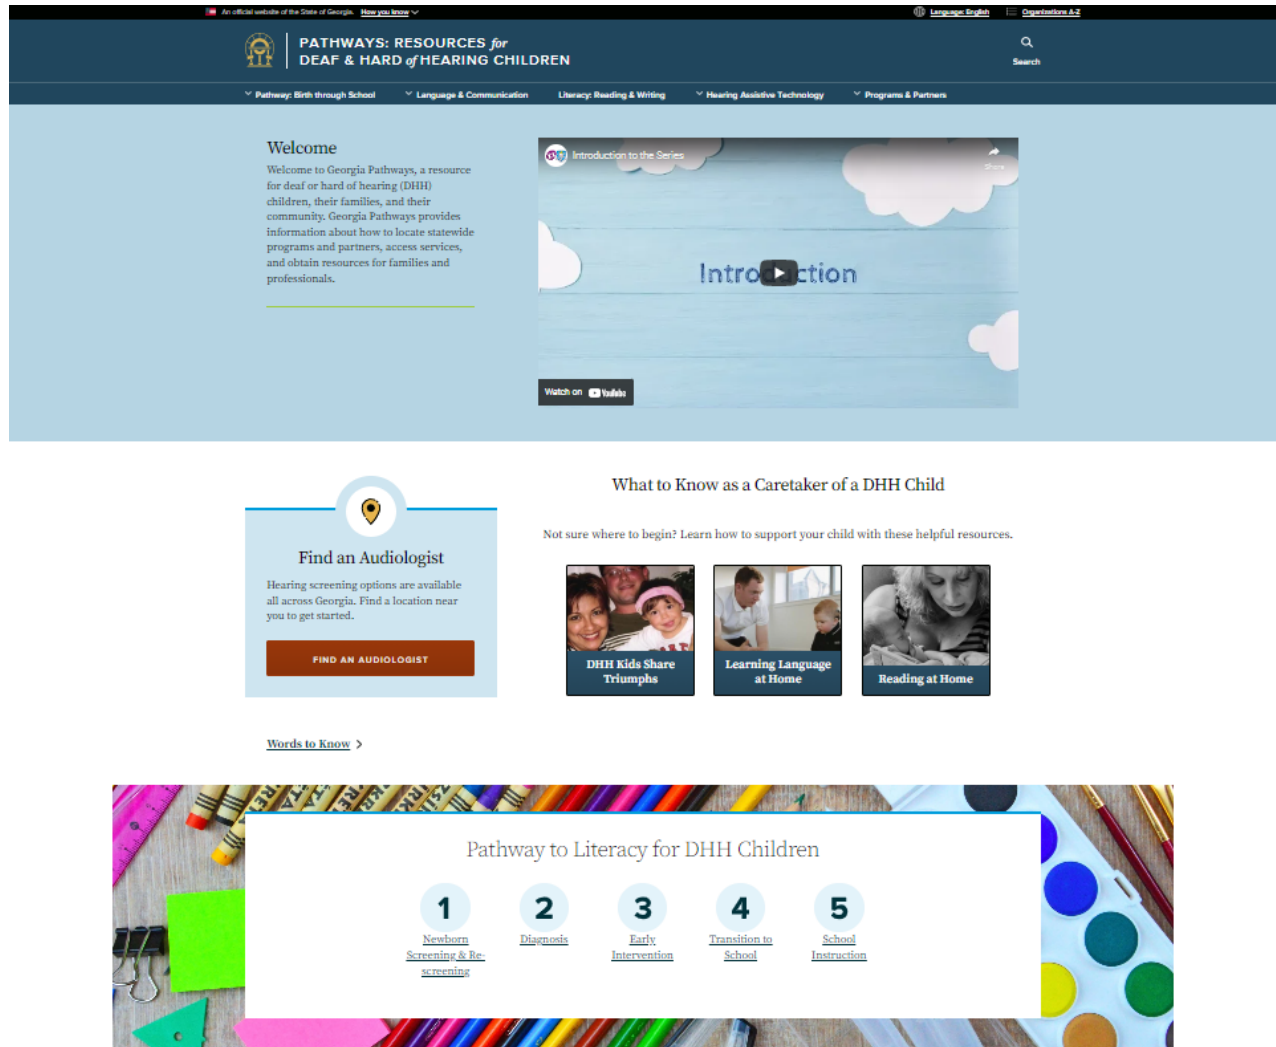 An official website of the State of Georgia. How you know
Language: English
Organizations A-Z
PATHWAYS: RESOURCES for
DEAF & HARD of HEARING CHILDREN
Search
Pathway: Birth through School
Language & Communication
Literacy: Reading & Writing
Hearing Assistive Technology
Programs & Partners
Welcome
Welcome to Georgia Pathways, a resource
for deaf or hard of hearing (DHH)
children, their families, and their
community. Georgia Pathways provides
information about how to locate statewide
programs and partners, access services,
and obtain resources for families and
professionals.
Introduction to the Series
Share
Introduction
Watch on YouTube
Find an Audiologist
Hearing screening options are available
all across Georgia. Find a location near
you to get started.
FIND AN AUDIOLOGIST
What to Know as a Caretaker of a DHH Child
Not sure where to begin? Learn how to support your child with these helpful resources.
DHH Kids Share
Triumphs
Learning Language
at Home
Reading at Home
Words to Know
Pathway to Literacy for DHH Children
1
Newborn
Screening & Re-
screening
2
Diagnosis
3
Early
Intervention
4
Transition to
School
5
School
Instruction